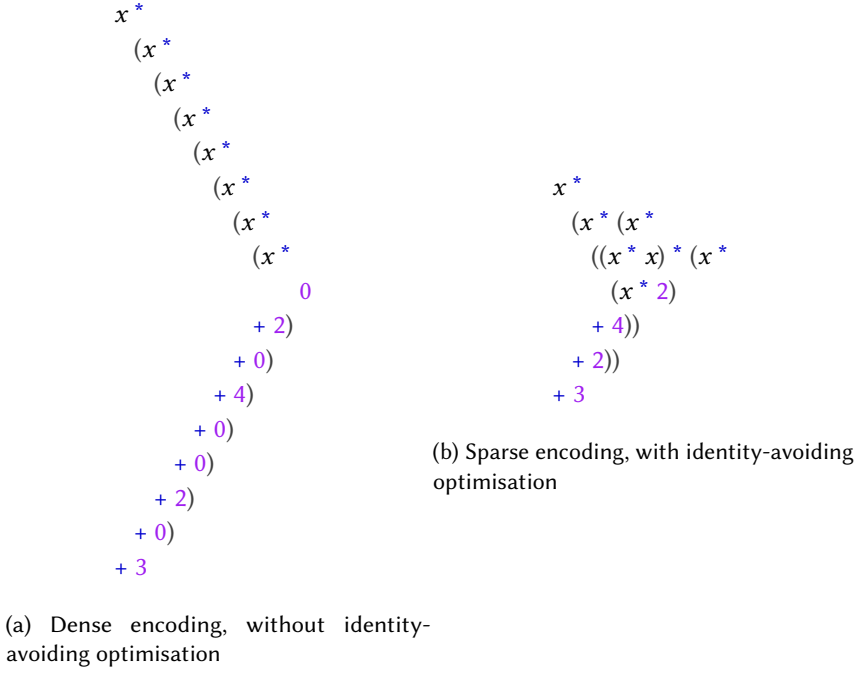 x *
(x *
(x *
(x *
(x *
(x *
(x *
(x *
0
+ 2)
+ 0)
+ 4)
+ 0)
+ 0)
+ 2)
+ 0)
+ 3
(a) Dense encoding, without identity-
avoiding optimisation
x *
(x * (x *
((x * x) * (x *
(x * 2)
+ 4))
+ 2))
+ 3
(b) Sparse encoding, with identity-avoiding
optimisation